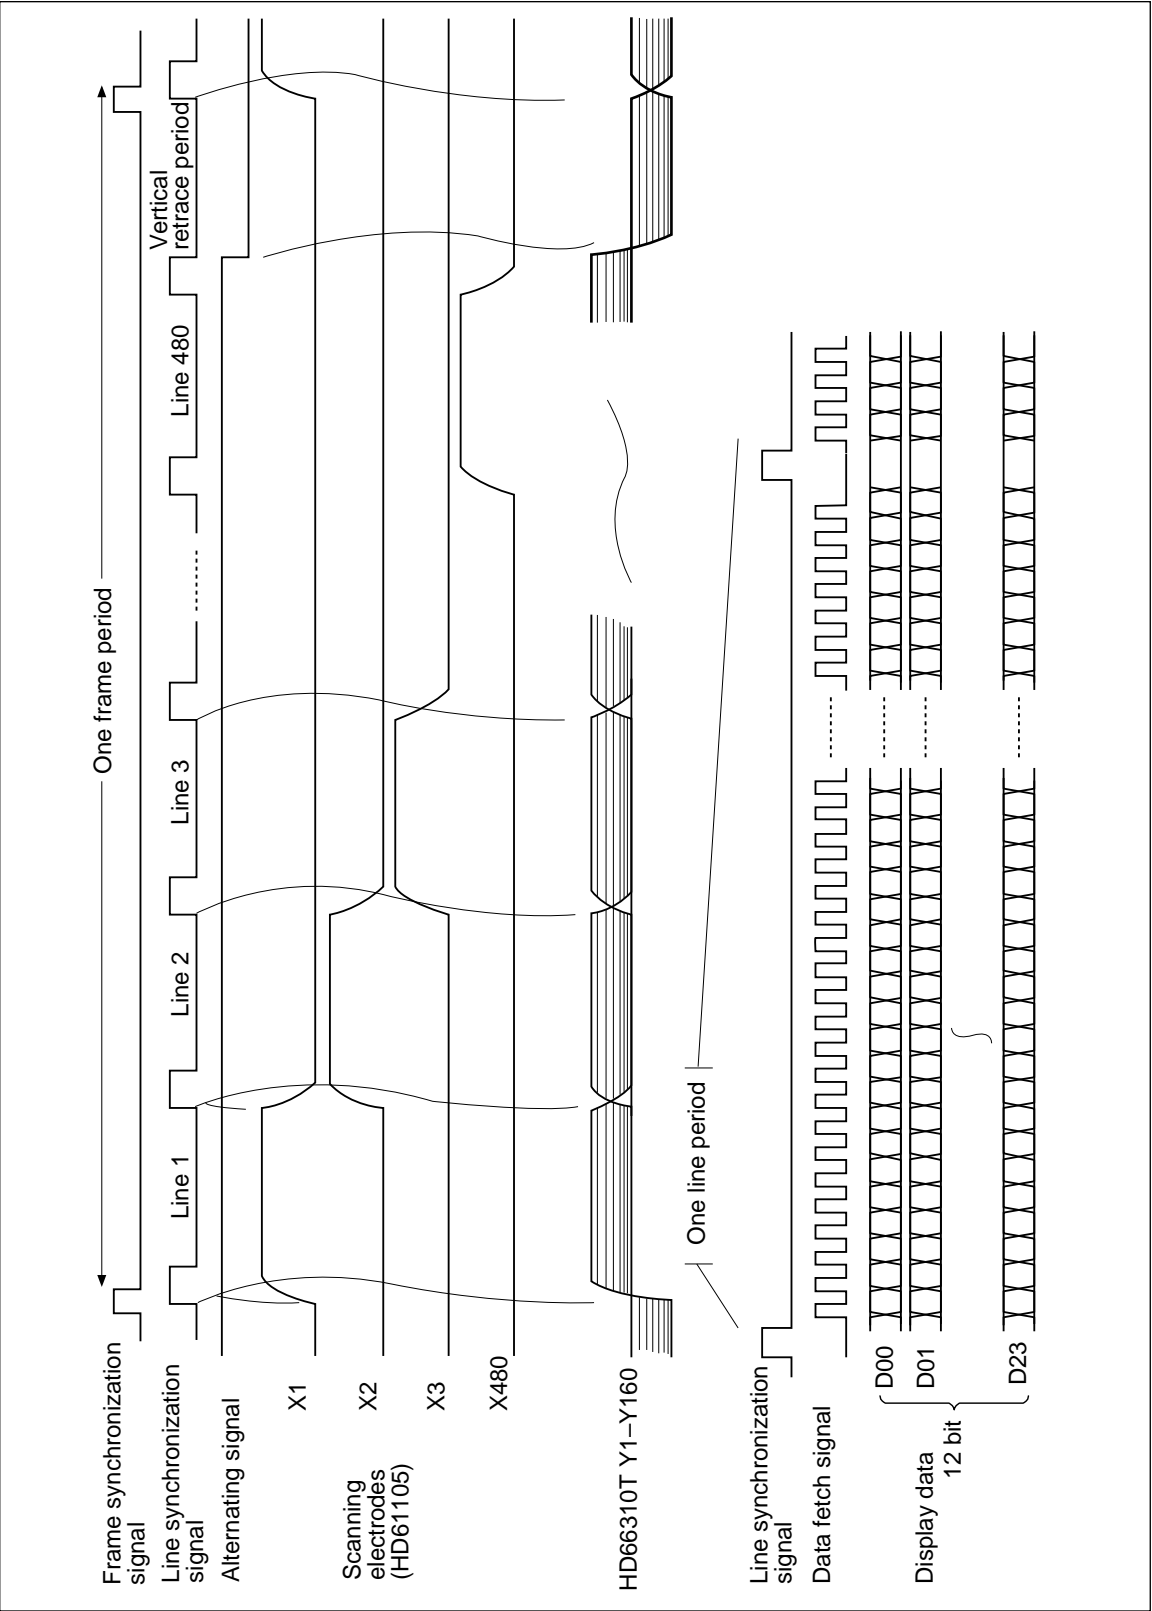 One frame period
Frame synchronization
signal
Line synchronization
signal
Line 1
Line 2
Line 3
Line 480
Vertical
retrace period
Alternating signal
Scanning
electrodes
(HD61105)
X1
X2
X3
X480
HD66310T Y1–Y160
One line period
Line synchronization
signal
Data fetch signal
Display data
12 bit
D00
D01
D23